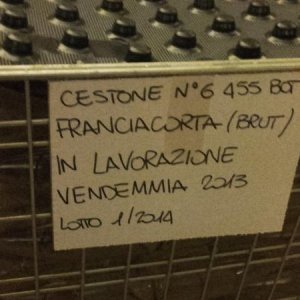 CESTONE N°6 455 BOT
FRANCIACORTA (BRUT)
IN LAVORAZIONE
VENDEMMIA 2013
LOTTO 1/2014